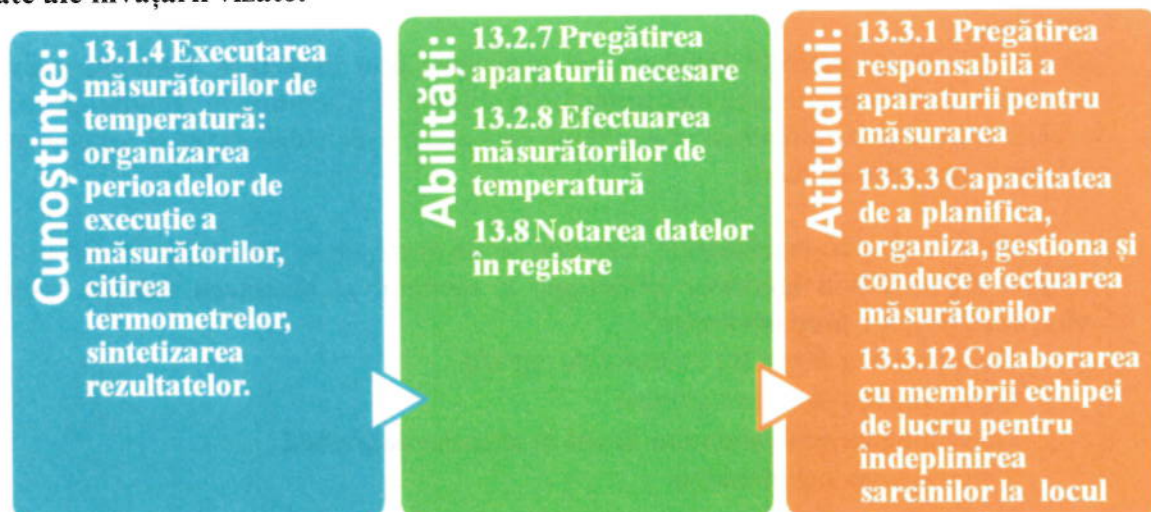 ate ale învățării vizate:
Cunoștințe:
13.1.4 Executarea
măsurătorilor de
temperatură:
organizarea
perioadelor de
execuție a
măsurătorilor,
citirea
termometrelor,
sintetizarea
rezultatelor.
Abilități:
13.2.7 Pregătirea
aparaturii necesare
13.2.8 Efectuarea
măsurătorilor de
temperatură
13.8 Notarea datelor
în registre
Atitudini:
13.3.1 Pregătirea
responsabilă a
aparaturii pentru
măsurarea
13.3.3 Capacitatea
de a planifica,
organiza, gestiona și
conduce efectuarea
măsurătorilor
13.3.12 Colaborarea
cu membrii echipei
de lucru pentru
îndeplinirea
sarcinilor la locul